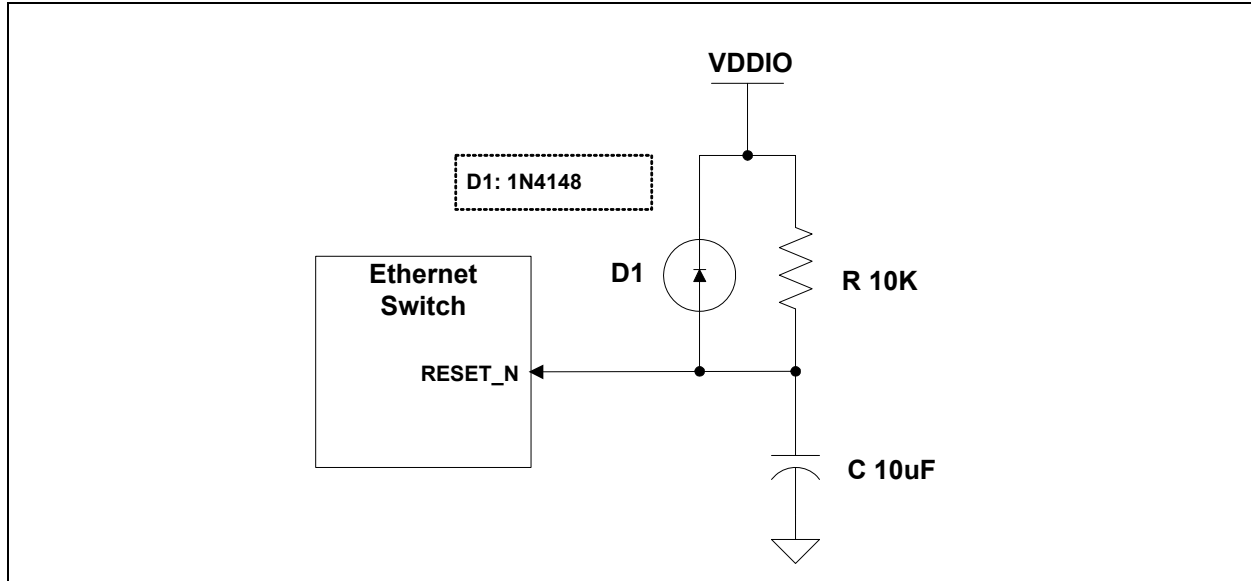 VDDIO
D1: 1N4148
Ethernet
Switch
D1
R 10K
RESET_N
C 10uF